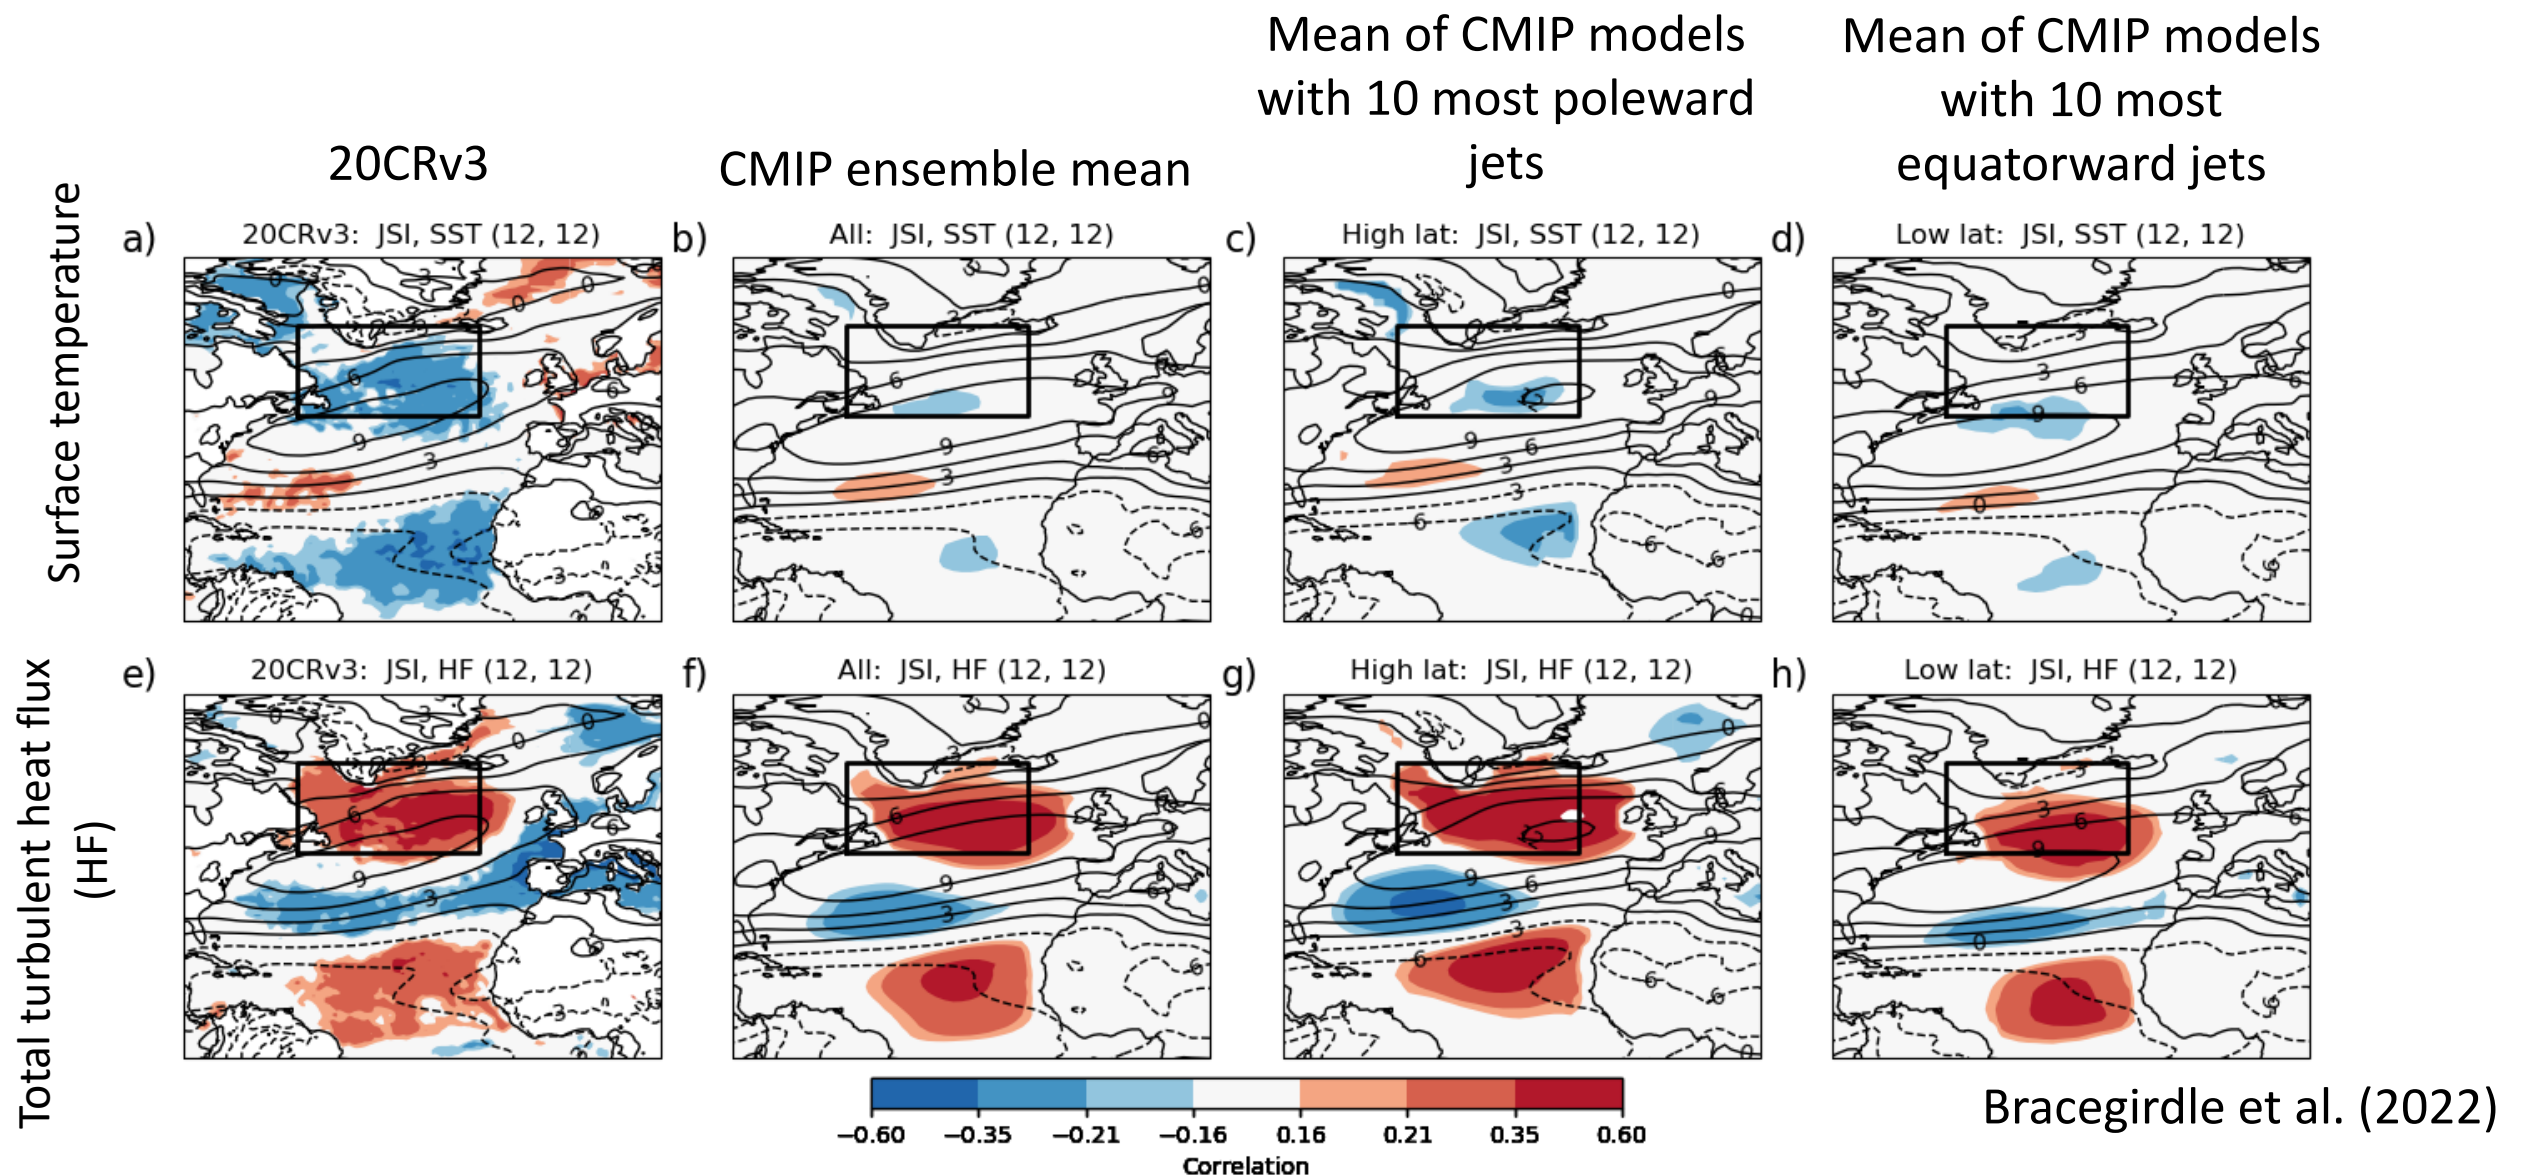 Mean of CMIP models
with 10 most poleward
jets
Mean of CMIP models
with 10 most
equatorward jets
20CRv3
CMIP ensemble mean
Surface temperature
a)
20CRv3: JSI, SST (12, 12)
b)
All: JSI, SST (12, 12)
c)
High lat: JSI, SST (12, 12)
d)
Low lat: JSI, SST (12, 12)
Total turbulent heat flux
(HF)
e)
20CRv3: JSI, HF (12, 12)
f)
All: JSI, HF (12, 12)
g)
High lat: JSI, HF (12, 12)
h)
Low lat: JSI, HF (12, 12)
−0.60 −0.35 −0.21 −0.16 0.16 0.21 0.35 0.60
Correlation
Bracegirdle et al. (2022)